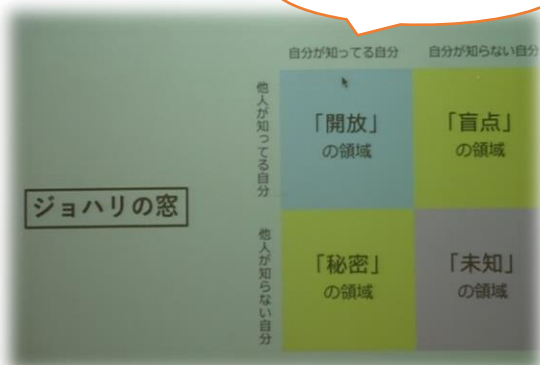 自分が知ってる自分
自分が知らない自分
他人が知ってる自分
「開放」
の領域
「盲点」
の領域
ジョハリの窓
他人が知らない自分
「秘密」
の領域
「未知」
の領域